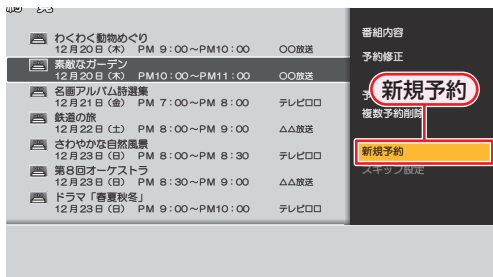 わくわく動物めぐり
12月20日（木） PM 9：00～PM10：00 〇〇放送
素敵なガーデン
12月20日（木） PM10：00～PM11：00 〇〇放送
名画アルバム詩選集
12月21日（金） PM 7：00～PM 8：00 テレビ□□
鉄道の旅
12月22日（土） PM 8：00～PM 9：00 △△放送
さわやかな自然風景
12月23日（日） PM 8：00～PM 8：30 テレビ□□
第8回オーケストラ
12月23日（日） PM 8：30～PM 9：00 △△放送
ドラマ「春夏秋冬」
12月23日（日） PM 9：00～PM10：00 テレビ□□
番組内容
予約修正
新規予約
複数予約削除
新規予約
スキップ設定